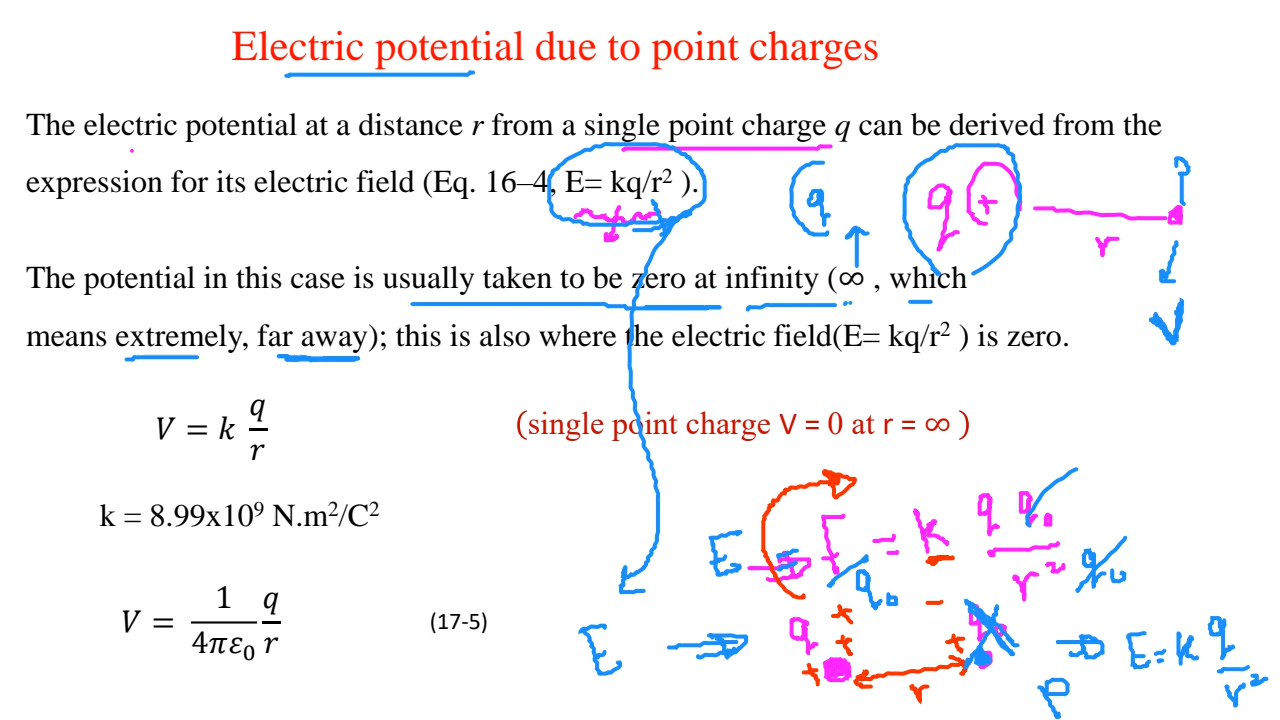 Electric potential due to point charges
The electric potential at a distance r from a single point charge q can be derived from the
expression for its electric field (Eq. 16–4, E= kq/r² ).
q
q +
r
P
V
The potential in this case is usually taken to be zero at infinity (∞ , which
means extremely, far away); this is also where the electric field(E= kq/r² ) is zero.
V = k q/r
(single point charge V = 0 at r = ∞ )
k = 8.99x10⁹ N.m²/C²
E = F/q₀ = k q q₀/r² q₀
V = 1/4πε₀ q/r
(17-5)
E
q + + +
+
r
P
E = k q/r²